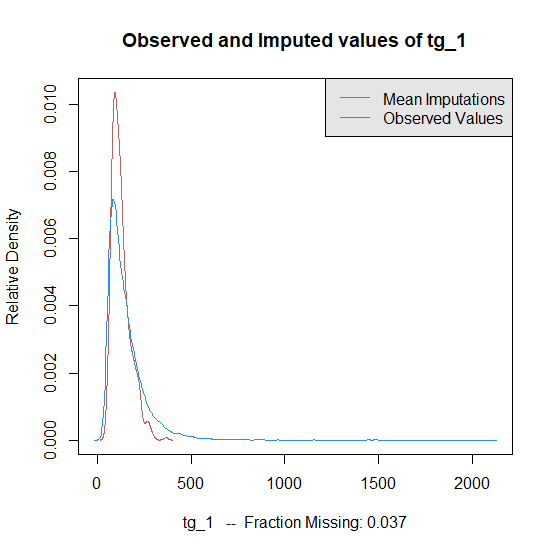 Observed and Imputed values of tg_1
Mean Imputations
Observed Values
Relative Density
0.010
0.008
0.006
0.004
0.002
0.000
0 500 1000 1500 2000
tg_1 -- Fraction Missing: 0.037